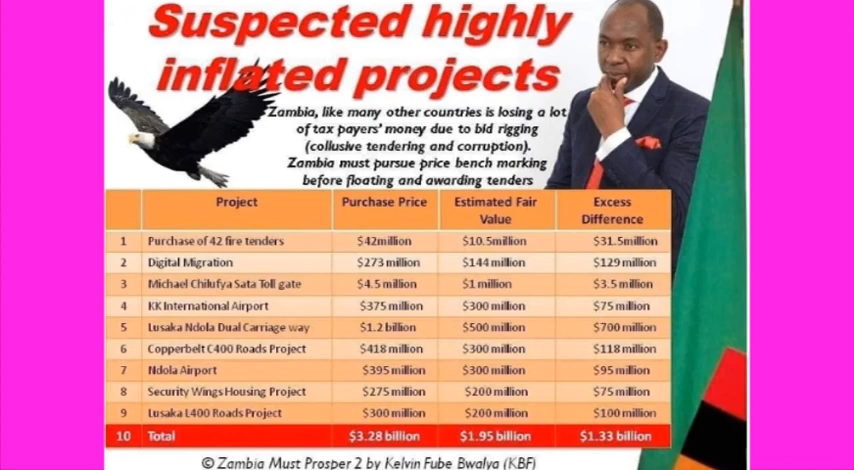 Suspected highly
inflated projects
Zambia, like many other countries is losing a lot
of tax payers' money due to bid rigging
(collusive tendering and corruption).
Zambia must pursue price bench marking
before floating and awarding tenders
Project Purchase Price Estimated Fair Value Excess Difference
1 Purchase of 42 fire tenders $42million $10.5million $31.5million
2 Digital Migration $273 million $144 million $129 million
3 Michael Chilufya Sata Toll gate $4.5 million $1 million $3.5 million
4 KK International Airport $375 million $300 million $75 million
5 Lusaka Ndola Dual Carriage way $1.2 billion $500 million $700 million
6 Copperbelt C400 Roads Project $418 million $300 million $118 million
7 Ndola Airport $395 million $300 million $95 million
8 Security Wings Housing Project $275 million $200 million $75 million
9 Lusaka L400 Roads Project $300 million $200 million $100 million
10 Total $3.28 billion $1.95 billion $1.33 billion
© Zambia Must Prosper 2 by Kelvin Fube Bwalya (KBF)